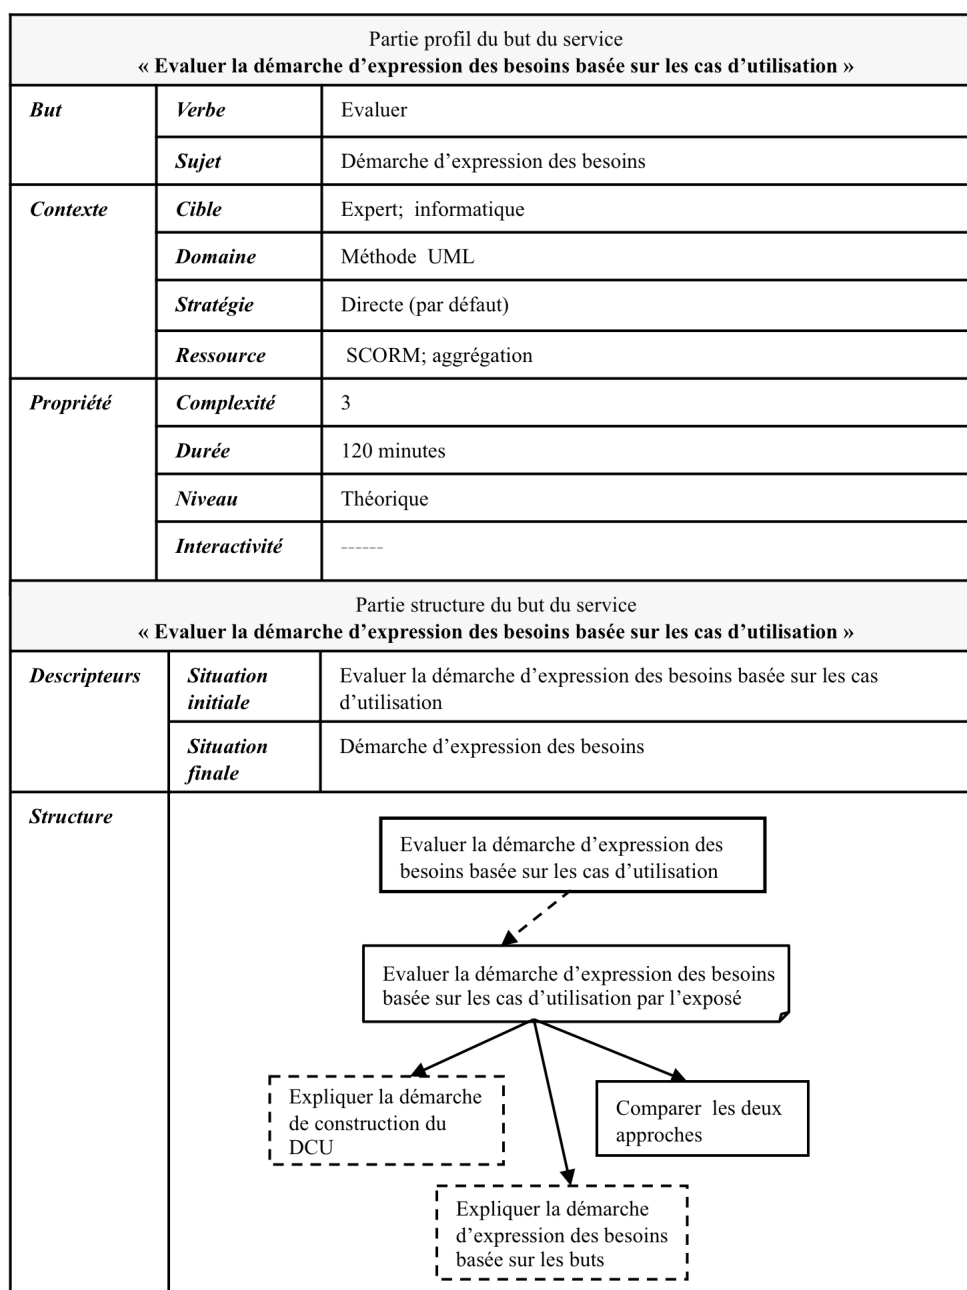 Partie profil du but du service
« Evaluer la démarche d’expression des besoins basée sur les cas d’utilisation »
But
Verbe
Evaluer
Sujet
Démarche d’expression des besoins
Contexte
Cible
Expert; informatique
Domaine
Méthode UML
Stratégie
Directe (par défaut)
Ressource
SCORM; aggrégation
Propriété
Complexité
3
Durée
120 minutes
Niveau
Théorique
Interactivité
------
Partie structure du but du service
« Evaluer la démarche d’expression des besoins basée sur les cas d’utilisation »
Descripteurs
Situation
initiale
Evaluer la démarche d’expression des besoins basée sur les cas
d’utilisation
Situation
finale
Démarche d’expression des besoins
Structure
Evaluer la démarche d’expression des
besoins basée sur les cas d’utilisation
Evaluer la démarche d’expression des besoins
basée sur les cas d’utilisation par l’exposé
Expliquer la démarche
de construction du
DCU
Comparer les deux
approches
Expliquer la démarche
d’expression des besoins
basée sur les buts